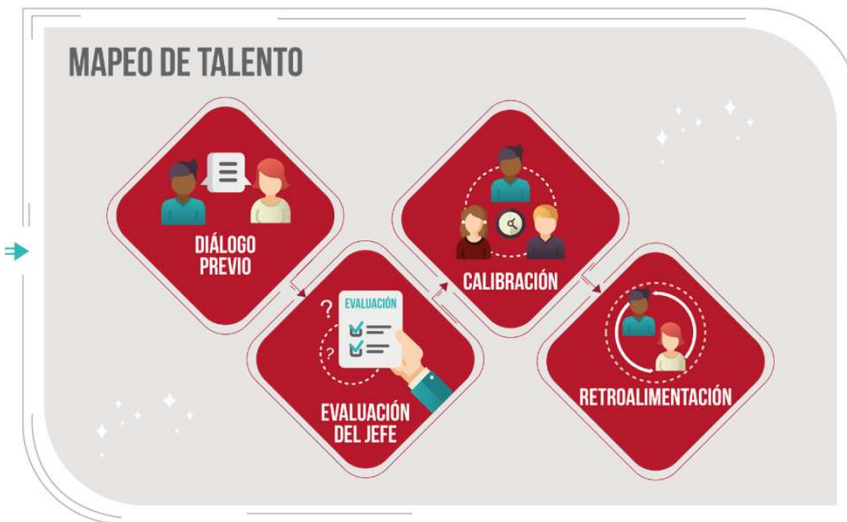 MAPEO DE TALENTO
DIÁLOGO
PREVIO
EVALUACIÓN
?
?
EVALUACIÓN
DEL JEFE
CALIBRACIÓN
RETROALIMENTACIÓN